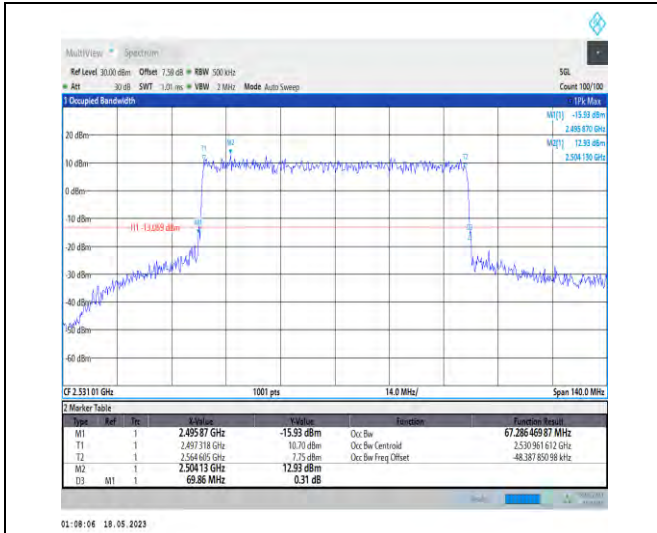 MultiView Spectrum
Ref Level 30.00 dBm Offset 7.58 dB RBW 500 kHz SGL
Att 30 dB SWT 1.01 ms VBW 2 MHz Mode Auto Sweep Count 100/100
1 Occupied Bandwidth 1Pk Max
M1[1] -15.93 dBm
2.495 870 GHz
M2[1] 12.93 dBm
2.504 130 GHz
20 dBm
T1 M2 T2
10 dBm
0 dBm
-10 dBm
H1 -13.069 dBm
M1
-20 dBm
-30 dBm
-40 dBm
-50 dBm
-60 dBm
CF 2.531 01 GHz 1001 pts 14.0 MHz/ Span 140.0 MHz
2 Marker Table
Type Ref Trc X-Value Y-Value Function Function Result
M1 1 2.495 87 GHz -15.93 dBm Occ Bw 67.286 469 87 MHz
T1 1 2.497 318 GHz 10.70 dBm Occ Bw Centroid 2.530 961 612 GHz
T2 1 2.564 605 GHz 7.75 dBm Occ Bw Freq Offset -48.387 850 98 kHz
M2 1 2.504 13 GHz 12.93 dBm
D3 M1 1 69.86 MHz 0.31 dB
01:08:06 18.05.2023